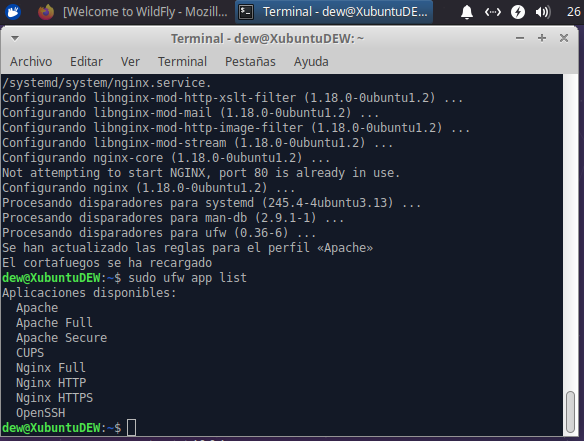 [Welcome to WildFly - Mozill...
Terminal - dew@XubuntuDE...
26
Terminal - dew@XubuntuDEW: ~
Archivo Editar Ver Terminal Pestañas Ayuda
/systemd/system/nginx.service.
Configurando libnginx-mod-http-xslt-filter (1.18.0-0ubuntu1.2) ...
Configurando libnginx-mod-mail (1.18.0-0ubuntu1.2) ...
Configurando libnginx-mod-http-image-filter (1.18.0-0ubuntu1.2) ...
Configurando libnginx-mod-stream (1.18.0-0ubuntu1.2) ...
Configurando nginx-core (1.18.0-0ubuntu1.2) ...
Not attempting to start NGINX, port 80 is already in use.
Configurando nginx (1.18.0-0ubuntu1.2) ...
Procesando disparadores para systemd (245.4-4ubuntu3.13) ...
Procesando disparadores para man-db (2.9.1-1) ...
Procesando disparadores para ufw (0.36-6) ...
Se han actualizado las reglas para el perfil «Apache»
El cortafuegos se ha recargado
dew@XubuntuDEW:~$ sudo ufw app list
Aplicaciones disponibles:
  Apache
  Apache Full
  Apache Secure
  CUPS
  Nginx Full
  Nginx HTTP
  Nginx HTTPS
  OpenSSH
dew@XubuntuDEW:~$